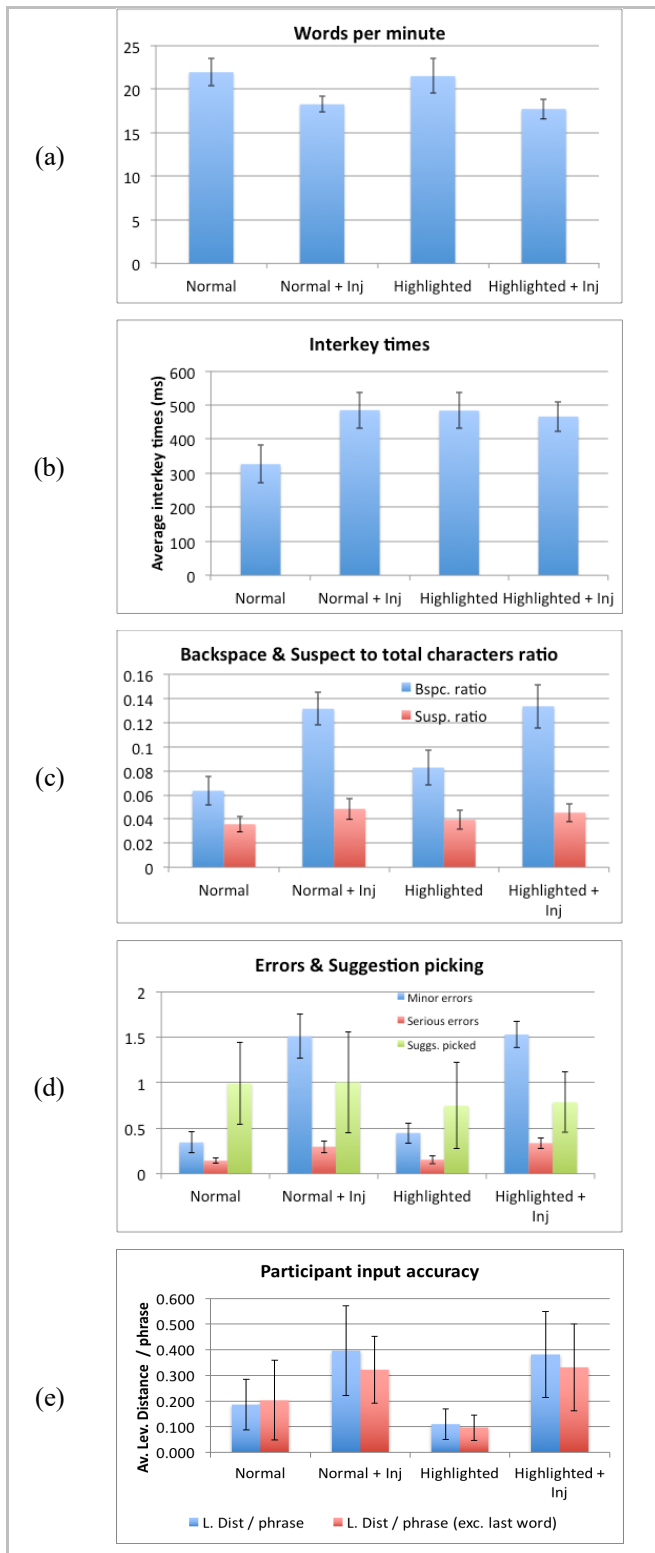 (a)
Words per minute
25
20
15
10
5
0
Normal Normal + Inj Highlighted Highlighted + Inj
(b)
Interkey times
Average interkey times (ms)
600
500
400
300
200
100
0
Normal Normal + Inj Highlighted Highlighted + Inj
(c)
Backspace & Suspect to total characters ratio
0.16
0.14
0.12
0.1
0.08
0.06
0.04
0.02
0
Bspc. ratio
Susp. ratio
Normal Normal + Inj Highlighted Highlighted +
Inj
(d)
Errors & Suggestion picking
2
1.5
1
0.5
0
Minor errors
Serious errors
Suggs. picked
Normal Normal + Inj Highlighted Highlighted +
Inj
(e)
Participant input accuracy
Av. Lev. Distance / phrase
0.600
0.500
0.400
0.300
0.200
0.100
0.000
Normal Normal + Inj Highlighted Highlighted +
Inj
L. Dist / phrase L. Dist / phrase (exc. last word)